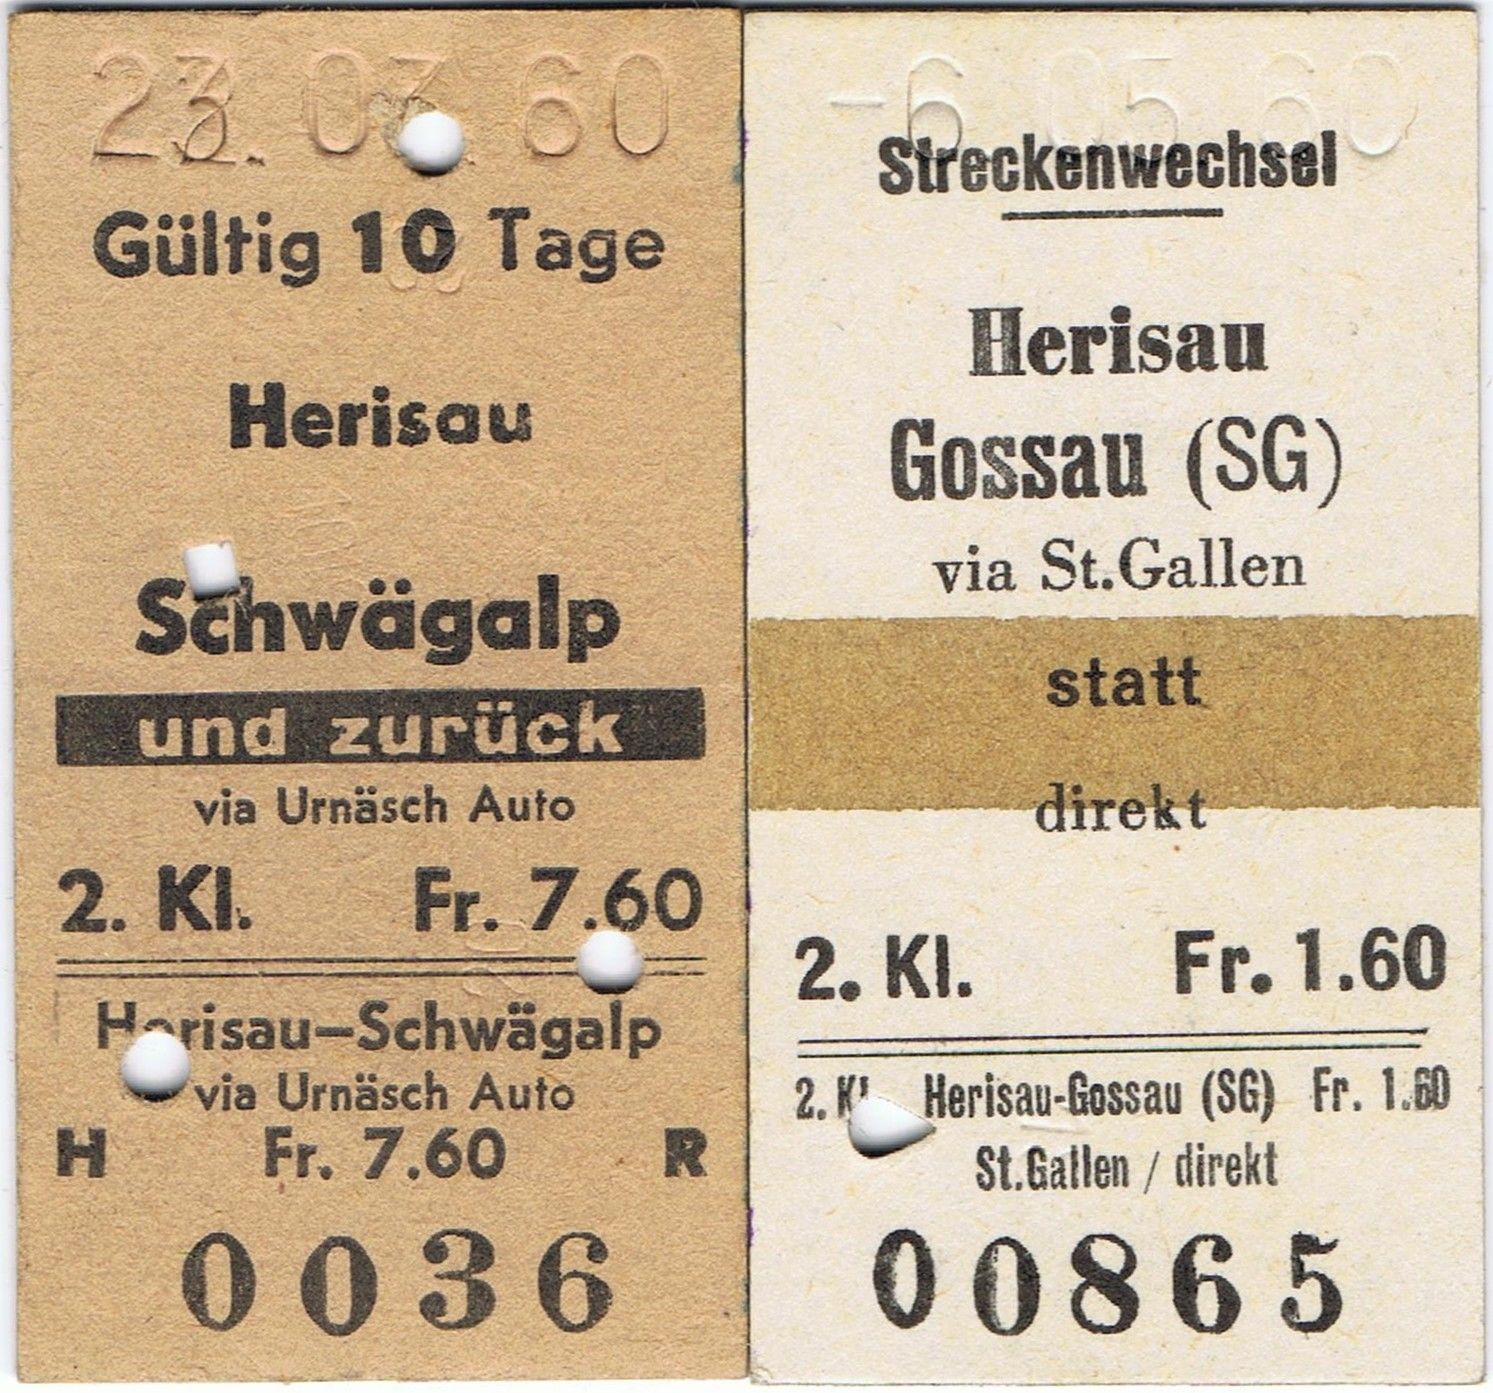 23. 03. 60
Gültig 10 Tage
Herisau
Schwägalp
und zurück
via Urnäsch Auto
2. Kl. Fr. 7.60
Herisau–Schwägalp
via Urnäsch Auto
H Fr. 7.60 R
0036
-6 05 60
Streckenwechsel
Herisau
Gossau (SG)
via St.Gallen
statt
direkt
2. Kl. Fr. 1.60
2. Kl Herisau-Gossau (SG) Fr. 1.60
St.Gallen / direkt
00865